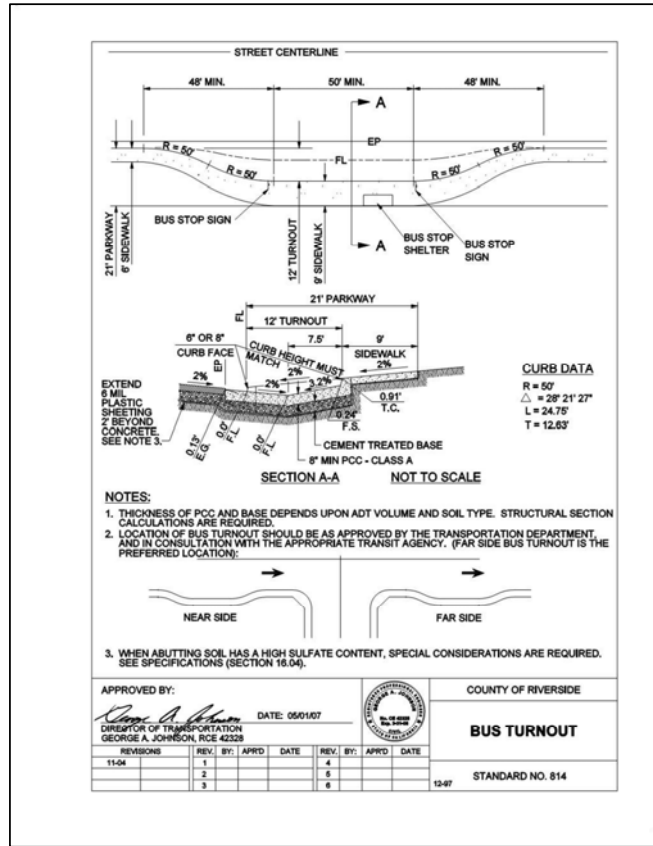 STREET CENTERLINE
48' MIN.
50' MIN.
48' MIN.
A
EP
R = 50'
R = 50'
FL
R = 50'
R = 50'
BUS STOP SIGN
21' PARKWAY
6' SIDEWALK
12' TURNOUT
9' SIDEWALK
A
BUS STOP
SHELTER
BUS STOP
SIGN
21' PARKWAY
FL
12' TURNOUT
7.5'
9'
6" OR 8"
CURB FACE
CURB HEIGHT MUST
MATCH
SIDEWALK
2%
EP
2%
2%
3.2%
EXTEND
6 MIL
PLASTIC
SHEETING
2' BEYOND
CONCRETE.
SEE NOTE 3.
0.13'
E.G.
0.0'
F.L.
0.0'
F.L.
0.24'
F.S.
0.91'
T.C.
CEMENT TREATED BASE
8" MIN PCC - CLASS A
CURB DATA
R = 50'
△ = 28° 21' 27"
L = 24.75'
T = 12.63'
SECTION A-A
NOT TO SCALE
NOTES:
1. THICKNESS OF PCC AND BASE DEPENDS UPON ADT VOLUME AND SOIL TYPE. STRUCTURAL SECTION
CALCULATIONS ARE REQUIRED.
2. LOCATION OF BUS TURNOUT SHOULD BE AS APPROVED BY THE TRANSPORTATION DEPARTMENT,
AND IN CONSULTATION WITH THE APPROPRIATE TRANSIT AGENCY. (FAR SIDE BUS TURNOUT IS THE
PREFERRED LOCATION):
NEAR SIDE
FAR SIDE
3. WHEN ABUTTING SOIL HAS A HIGH SULFATE CONTENT, SPECIAL CONSIDERATIONS ARE REQUIRED.
SEE SPECIFICATIONS (SECTION 16.04).
APPROVED BY:
George A. Johnson
DATE: 05/01/07
DIRECTOR OF TRANSPORTATION
GEORGE A. JOHNSON, RCE 42328
REVISIONS REV. BY: APR'D DATE REV. BY: APR'D DATE
11-04 1 4
2 5
3 6
COUNTY OF RIVERSIDE
BUS TURNOUT
12-97
STANDARD NO. 814